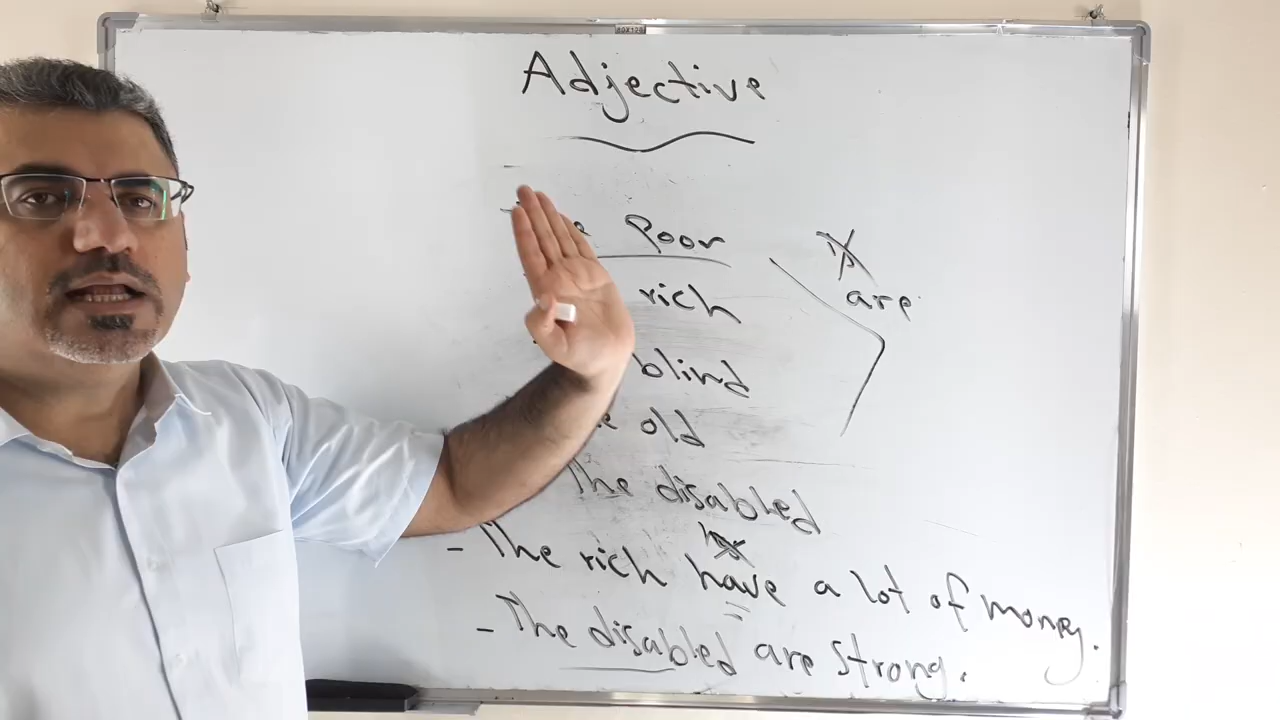 Adjective
Poor
is
rich
are
blind
old
The disabled
has
- The rich have a lot of money.
- The disabled are strong.